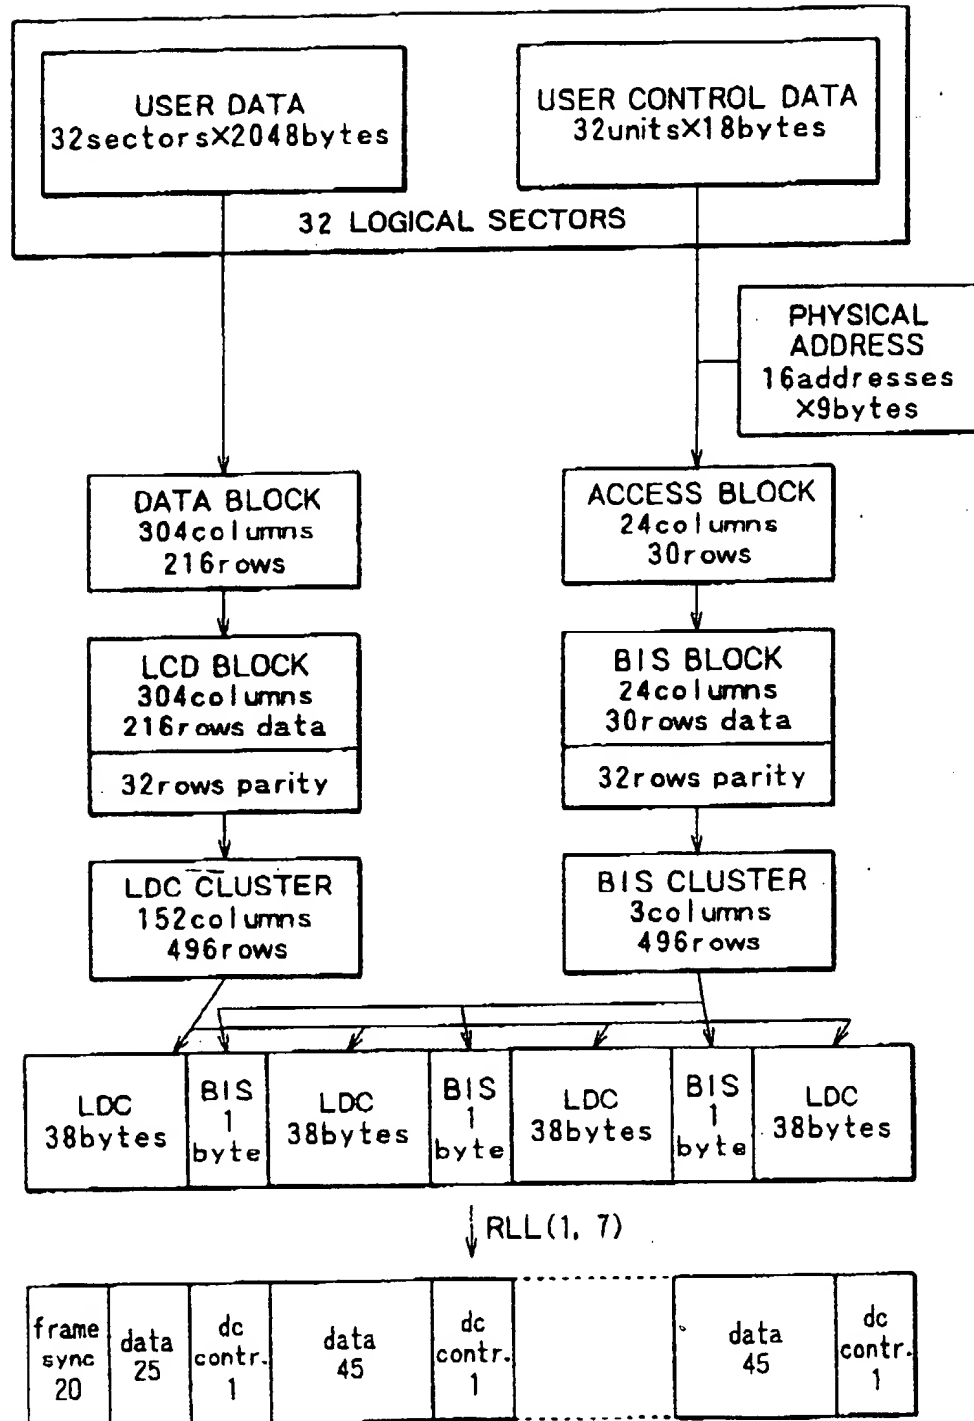 USER DATA
32sectors×2048bytes
USER CONTROL DATA
32units×18bytes
32 LOGICAL SECTORS
PHYSICAL
ADDRESS
16addresses
×9bytes
DATA BLOCK
304columns
216rows
ACCESS BLOCK
24columns
30rows
LCD BLOCK
304columns
216rows data
32rows parity
BIS BLOCK
24columns
30rows data
32rows parity
LDC CLUSTER
152columns
496rows
BIS CLUSTER
3columns
496rows
LDC
38bytes
BIS
1
byte
LDC
38bytes
BIS
1
byte
LDC
38bytes
BIS
1
byte
LDC
38bytes
RLL(1, 7)
frame
sync
20
data
25
dc
contr.
1
data
45
dc
contr.
1
data
45
dc
contr.
1